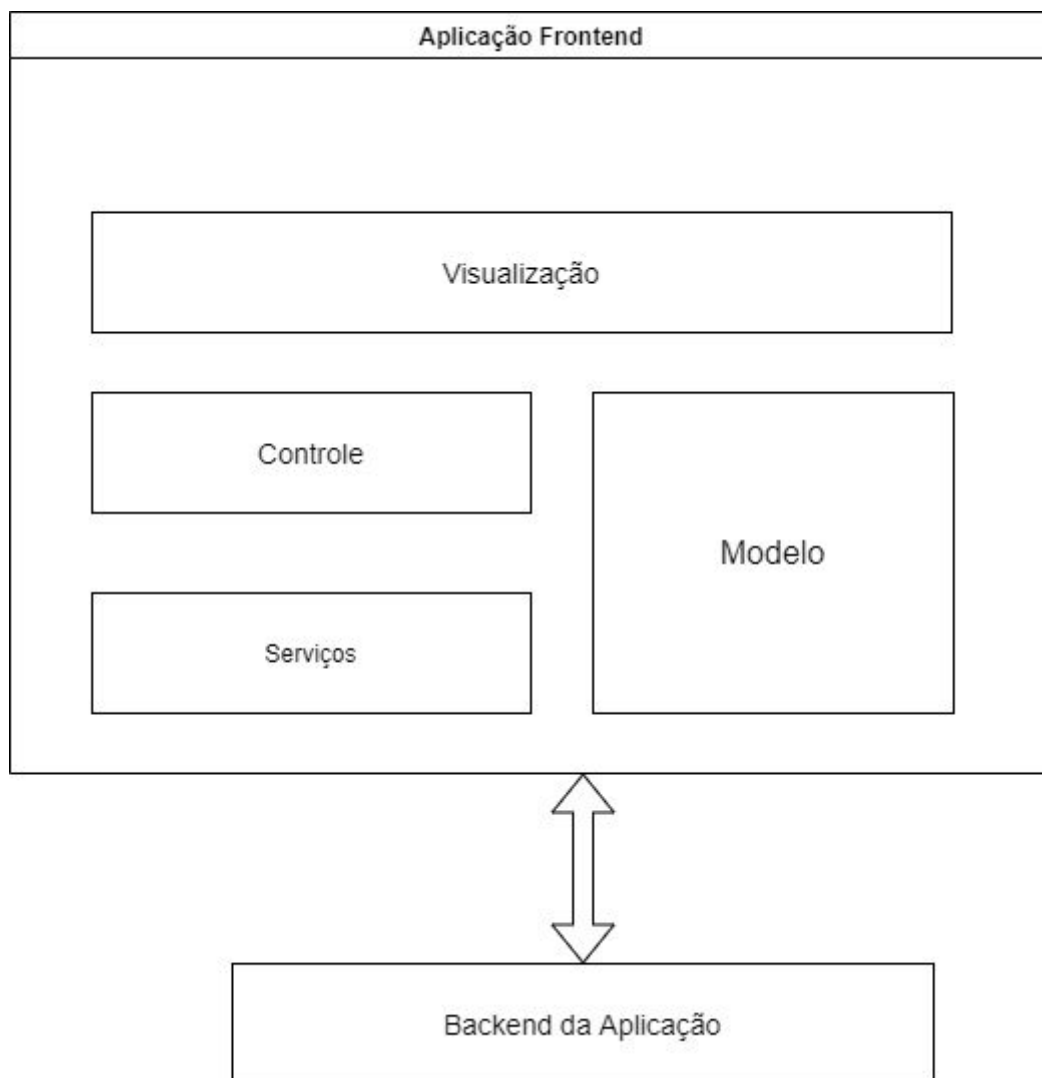 Aplicação Frontend
Visualização
Controle
Modelo
Serviços
Backend da Aplicação